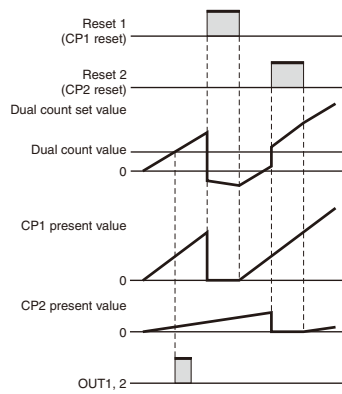 Reset 1
(CP1 reset)
Reset 2
(CP2 reset)
Dual count set value
Dual count value
0
CP1 present value
0
CP2 present value
0
OUT1, 2